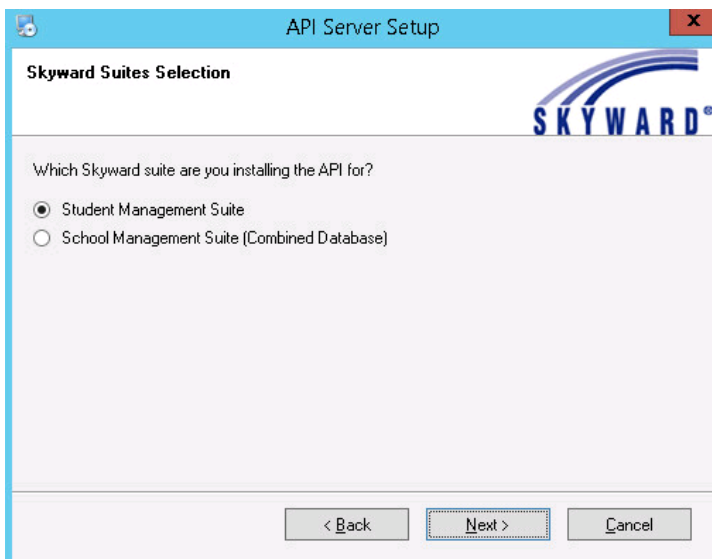 API Server Setup
x
Skyward Suites Selection
SKYWARD®
Which Skyward suite are you installing the API for?
Student Management Suite
School Management Suite (Combined Database)
< Back
Next >
Cancel